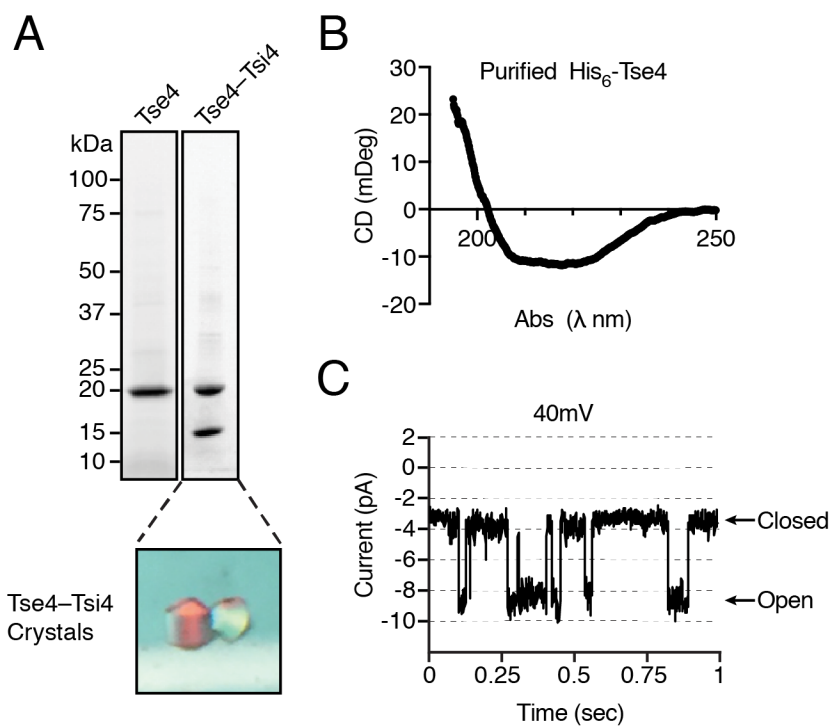 A
Tse4
Tse4–Tsi4
kDa
100
75
50
37
25
20
15
10
Tse4–Tsi4
Crystals
B
Purified His6-Tse4
CD (mDeg)
30
20
10
0
-10
-20
200
250
Abs (λ nm)
C
40mV
Current (pA)
2
0
-2
-4
-6
-8
-10
Closed
Open
0 0.25 0.5 0.75 1
Time (sec)